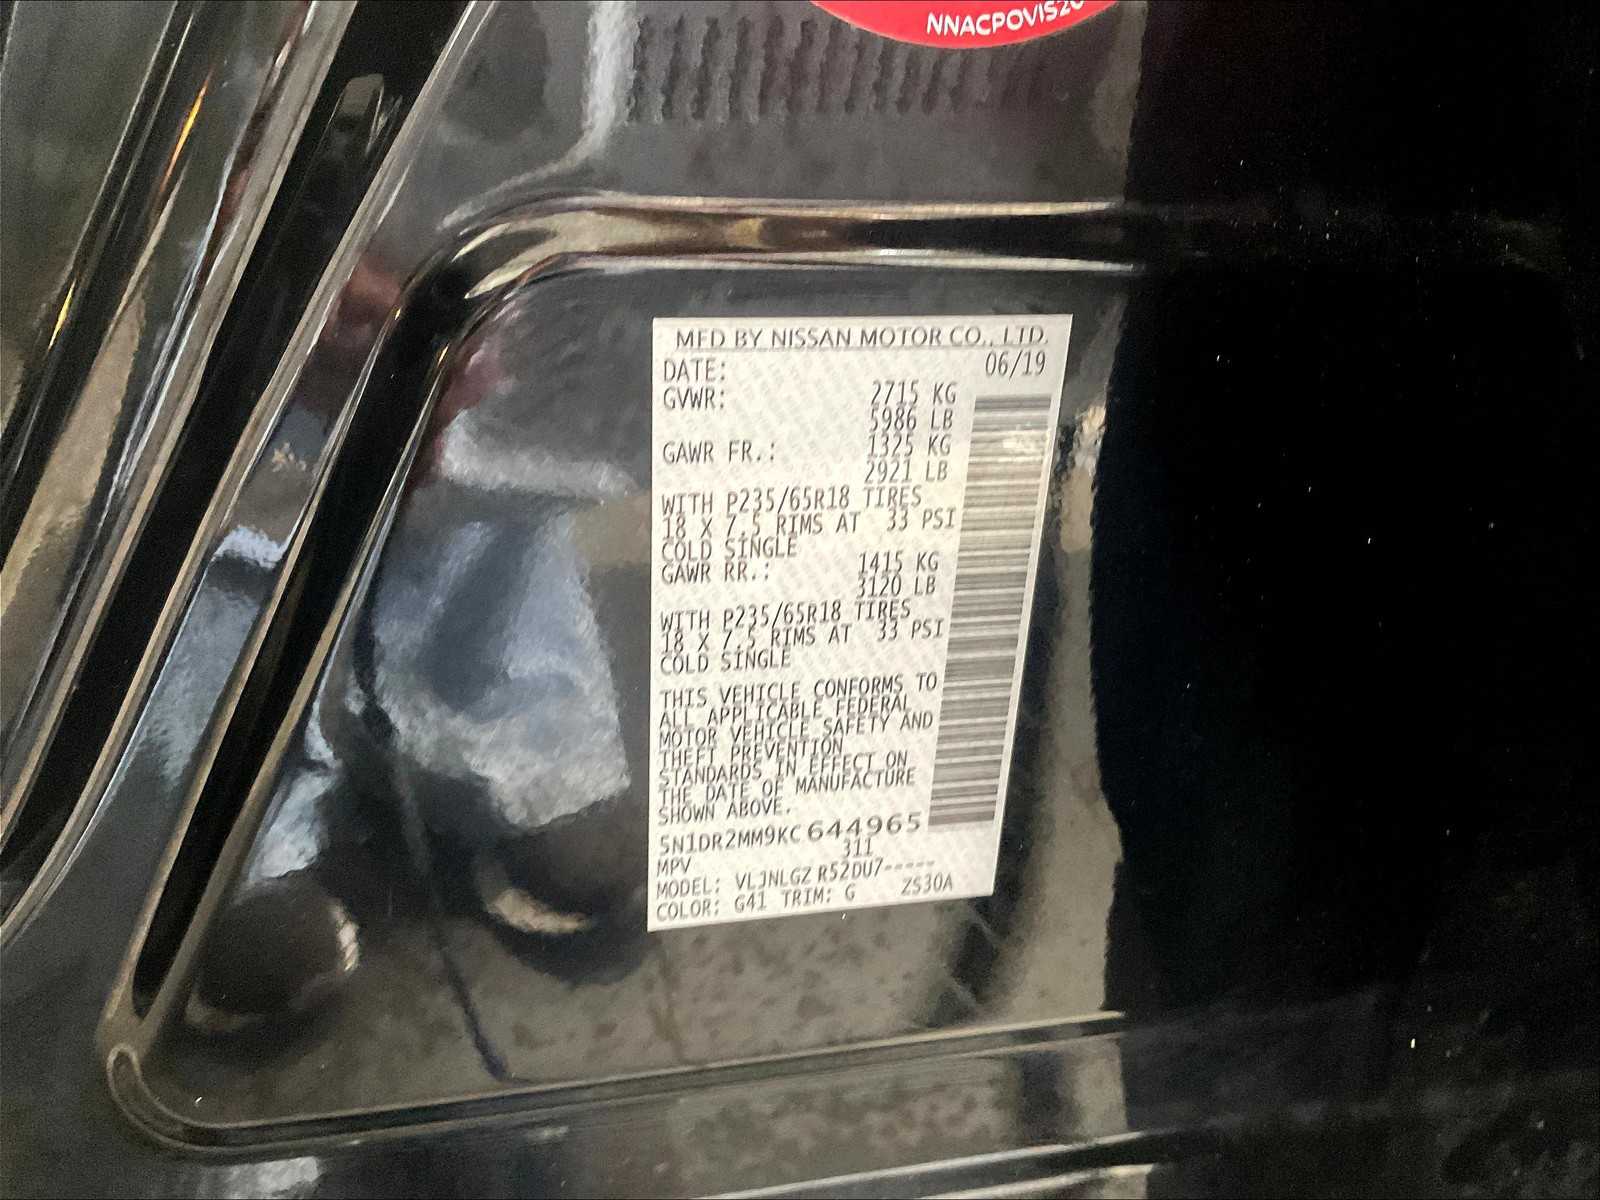 NNACPOVIS20
MFD BY NISSAN MOTOR CO., LTD.
DATE: 06/19
GVWR: 2715 KG
5986 LB
GAWR FR.: 1325 KG
2921 LB
WITH P235/65R18 TIRES
18 X 7.5 RIMS AT 33 PSI
COLD SINGLE
GAWR RR.: 1415 KG
3120 LB
WITH P235/65R18 TIRES
18 X 7.5 RIMS AT 33 PSI
COLD SINGLE
THIS VEHICLE CONFORMS TO
ALL APPLICABLE FEDERAL
MOTOR VEHICLE SAFETY AND
THEFT PREVENTION
STANDARDS IN EFFECT ON
THE DATE OF MANUFACTURE
SHOWN ABOVE.
5N1DR2MM9KC644965
MPV 311
MODEL: VLJNLGZ R52DU7-----
COLOR: G41 TRIM: G ZS30A